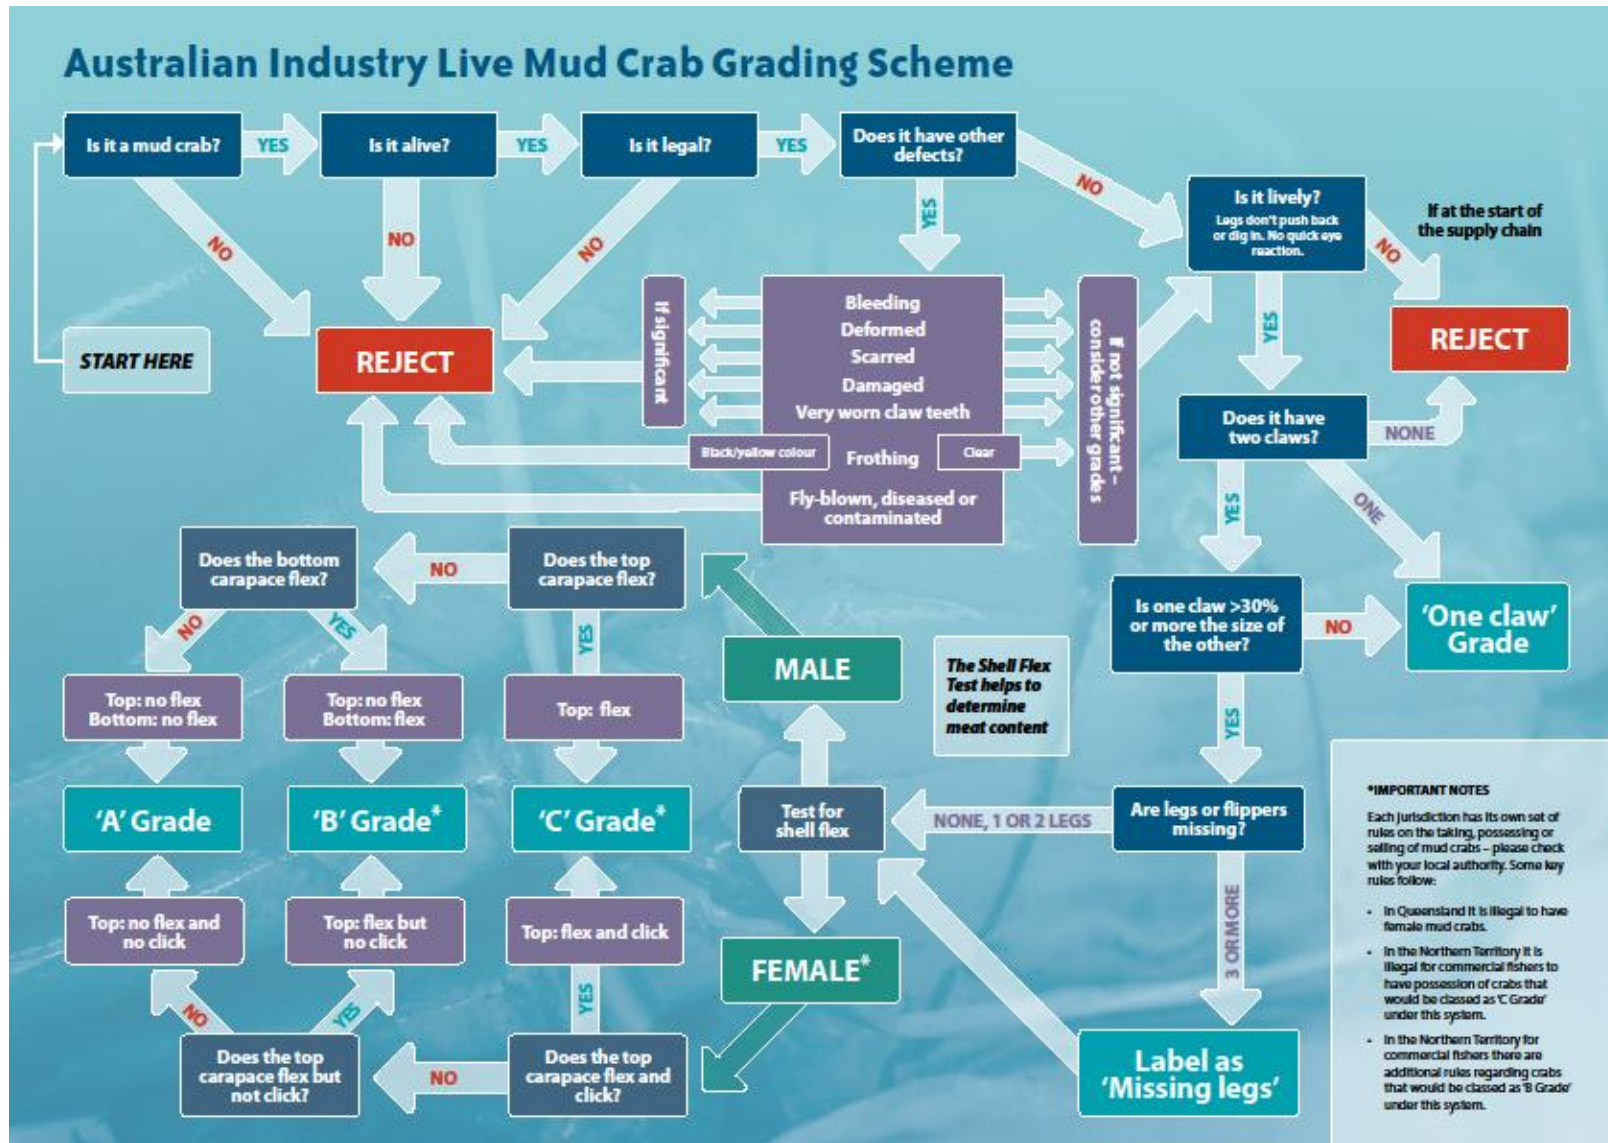 Australian Industry Live Mud Crab Grading Scheme
Is it a mud crab?
YES
Is it alive?
YES
Is it legal?
YES
Does it have other
defects?
NO
NO
NO
NO
YES
Is it lively?
Legs don't push back
or dig in. No quick eye
reaction.
NO
If at the start of
the supply chain
START HERE
REJECT
If significant
Bleeding
Deformed
Scarred
Damaged
Very worn claw teeth
Black/yellow colour
Frothing
Clear
Fly-blown, diseased or
contaminated
If not significant –
consider other grades
YES
REJECT
Does it have
two claws?
NONE
YES
ONE
Does the bottom
carapace flex?
NO
Does the top
carapace flex?
NO
YES
YES
Is one claw >30%
or more the size of
the other?
NO
'One claw'
Grade
MALE
The Shell Flex
Test helps to
determine
meat content
YES
Top: no flex
Bottom: no flex
Top: no flex
Bottom: flex
Top: flex
'A' Grade
'B' Grade*
'C' Grade*
Test for
shell flex
NONE, 1 OR 2 LEGS
Are legs or flippers
missing?
3 OR MORE
Top: no flex and
no click
Top: flex but
no click
Top: flex and click
FEMALE*
NO
YES
YES
Does the top
carapace flex but
not click?
NO
Does the top
carapace flex and
click?
Label as
'Missing legs'
*IMPORTANT NOTES
Each jurisdiction has its own set of
rules on the taking, possessing or
selling of mud crabs – please check
with your local authority. Some key
rules follow:
• In Queensland it is illegal to have
female mud crabs.
• In the Northern Territory it is
illegal for commercial fishers to
have possession of crabs that
would be classed as 'C Grade'
under this system.
• In the Northern Territory for
commercial fishers there are
additional rules regarding crabs
that would be classed as 'B Grade'
under this system.